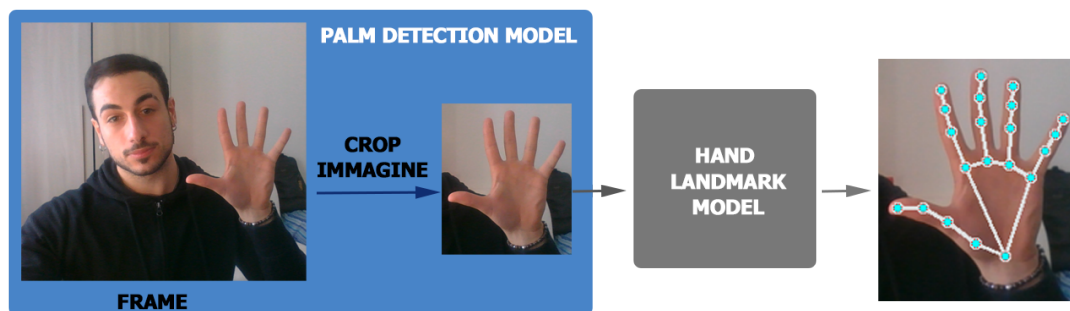 PALM DETECTION MODEL
CROP
IMMAGINE
FRAME
HAND
LANDMARK
MODEL